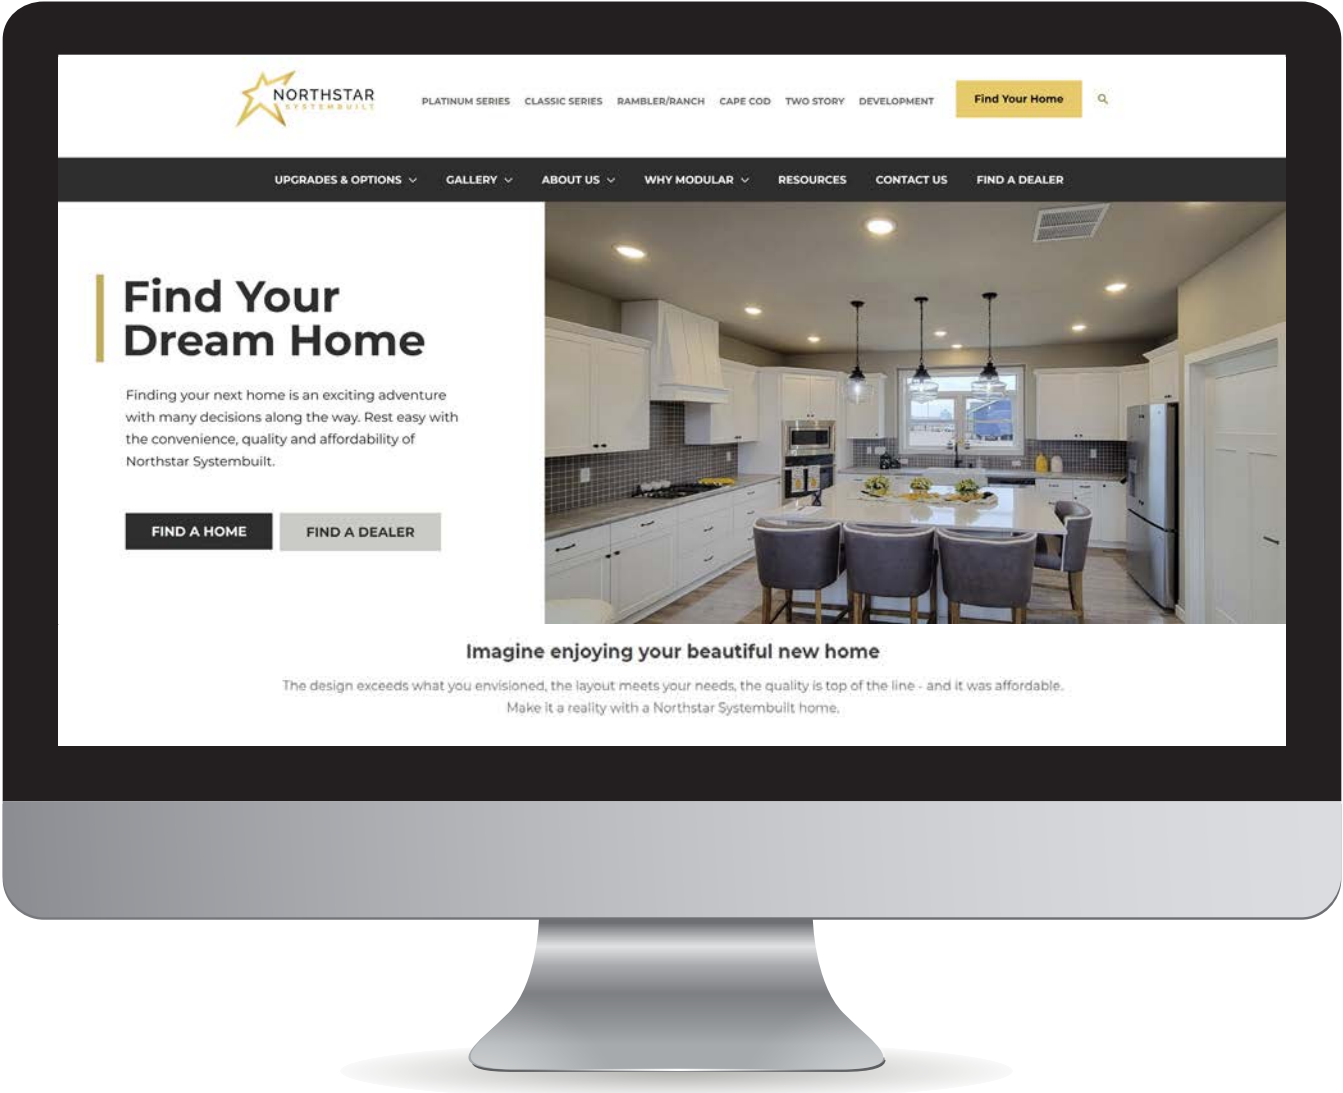 NORTHSTAR
SYSTEMBUILT
PLATINUM SERIES CLASSIC SERIES RAMBLER/RANCH CAPE COD TWO STORY DEVELOPMENT Find Your Home
UPGRADES & OPTIONS GALLERY ABOUT US WHY MODULAR RESOURCES CONTACT US FIND A DEALER
Find Your
Dream Home
Finding your next home is an exciting adventure
with many decisions along the way. Rest easy with
the convenience, quality and affordability of
Northstar Systembuilt.
FIND A HOME FIND A DEALER
Imagine enjoying your beautiful new home
The design exceeds what you envisioned, the layout meets your needs, the quality is top of the line - and it was affordable.
Make it a reality with a Northstar Systembuilt home.